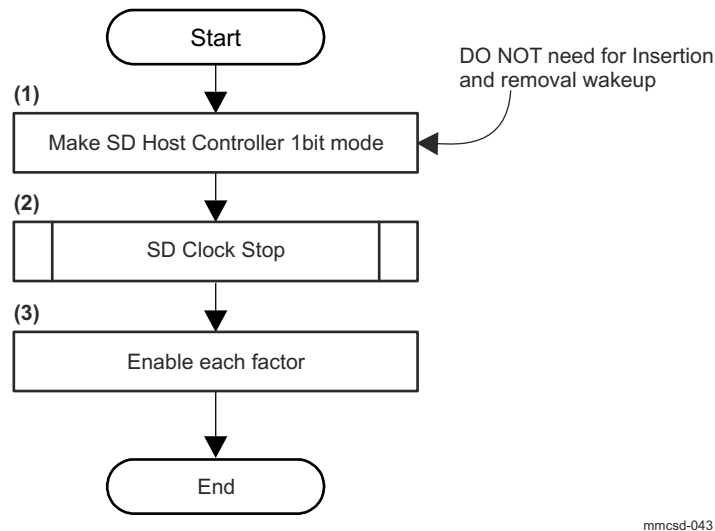 Start
DO NOT need for Insertion
and removal wakeup
(1)
Make SD Host Controller 1bit mode
(2)
SD Clock Stop
(3)
Enable each factor
End
mmcsd-043